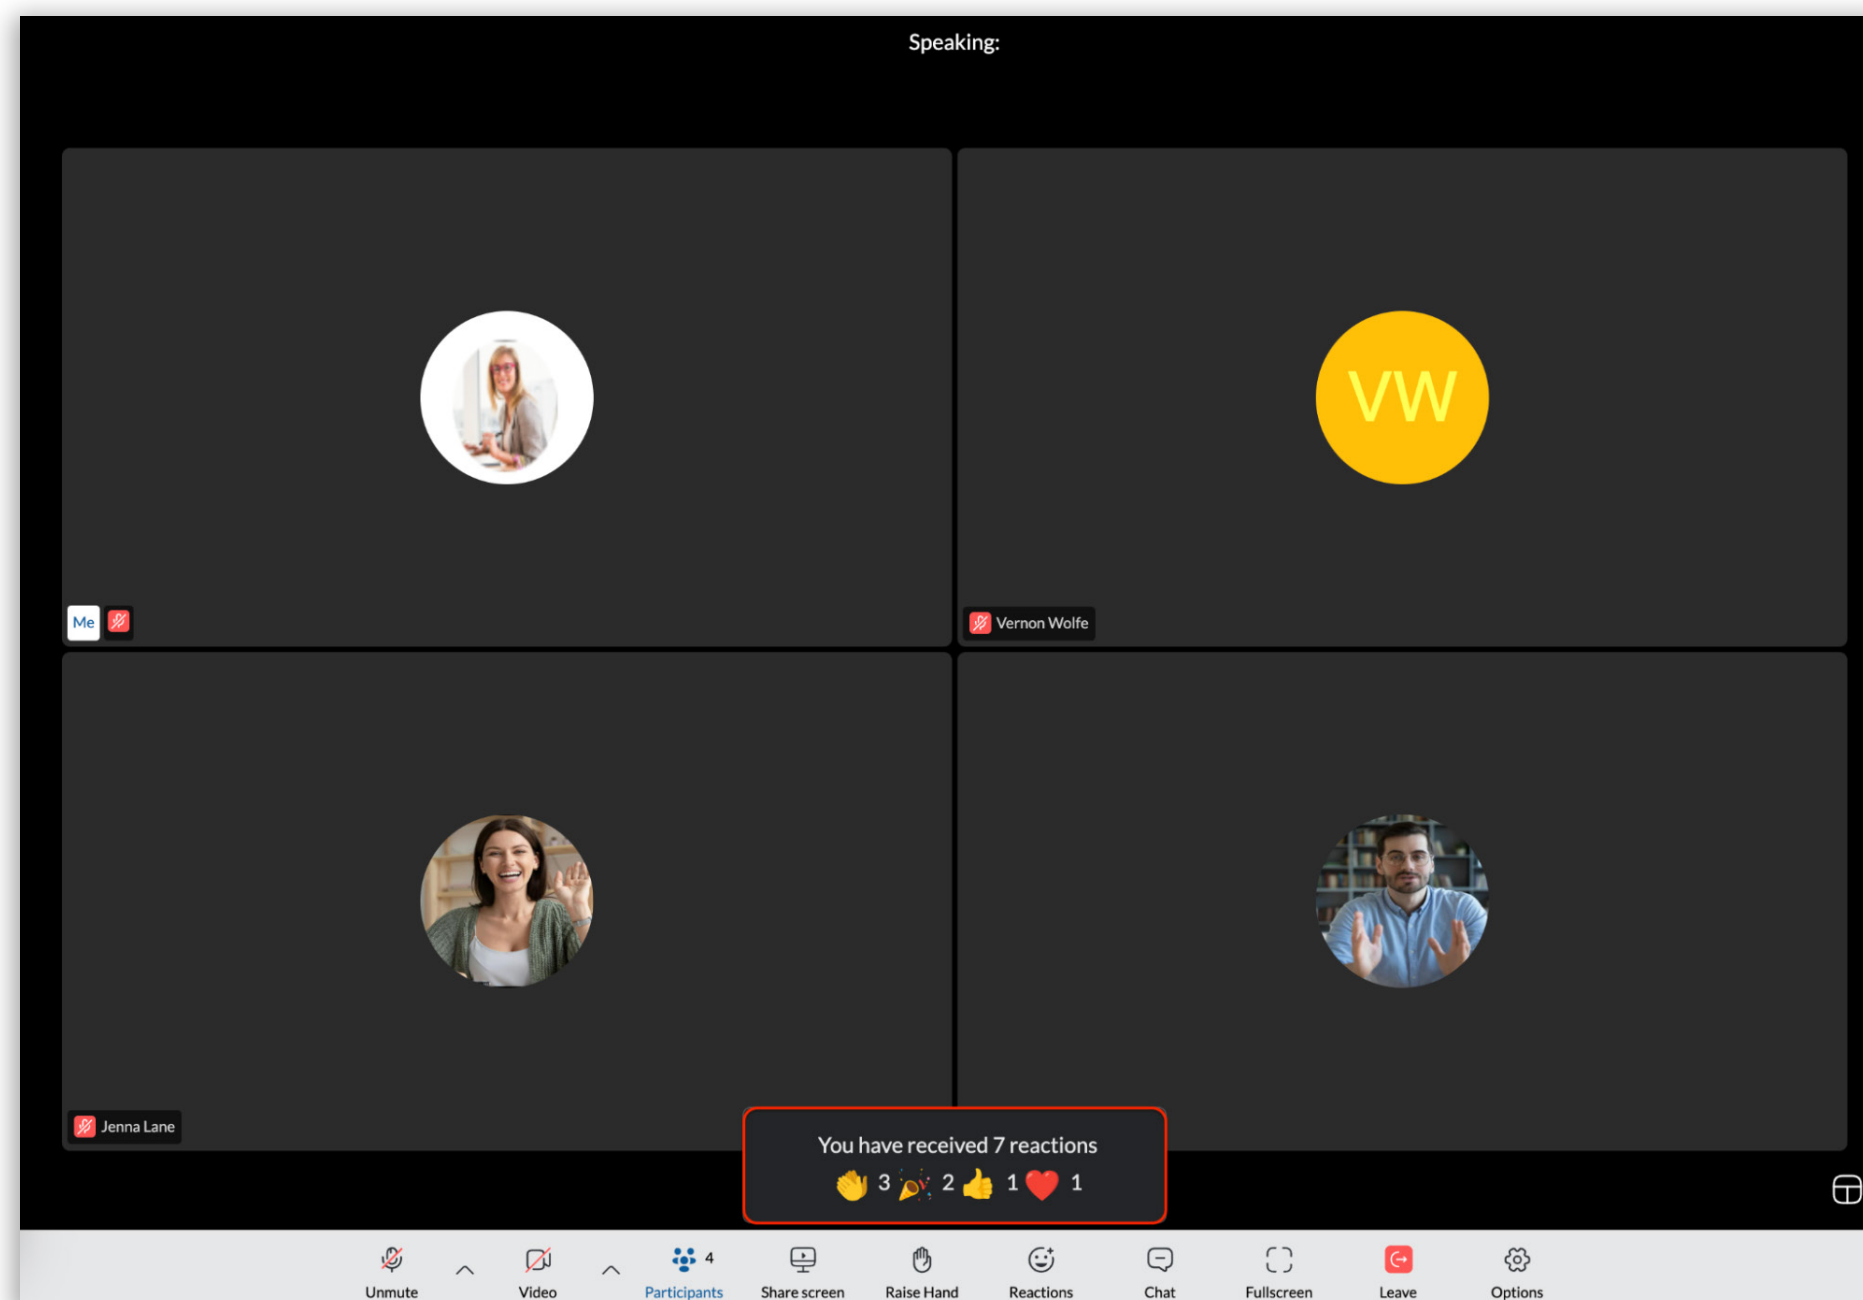 Speaking:
VW
Me
Vernon Wolfe
Jenna Lane
You have received 7 reactions
3 2 1 1
4
Unmute Video Participants Share screen Raise Hand Reactions Chat Fullscreen Leave Options